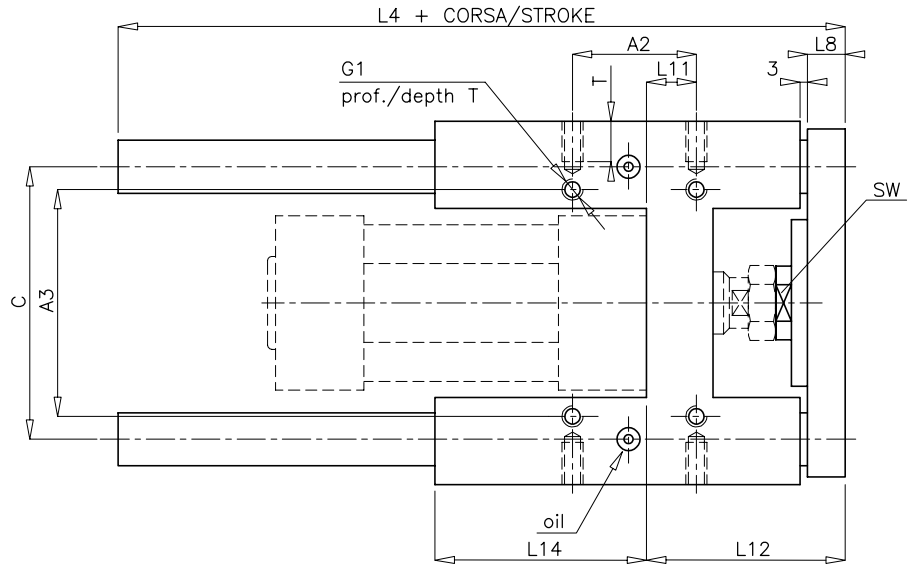 L4 + CORSA/STROKE
A2
L8
G1
prof./depth T
T
L11
3
SW
C
A3
oil
L14
L12